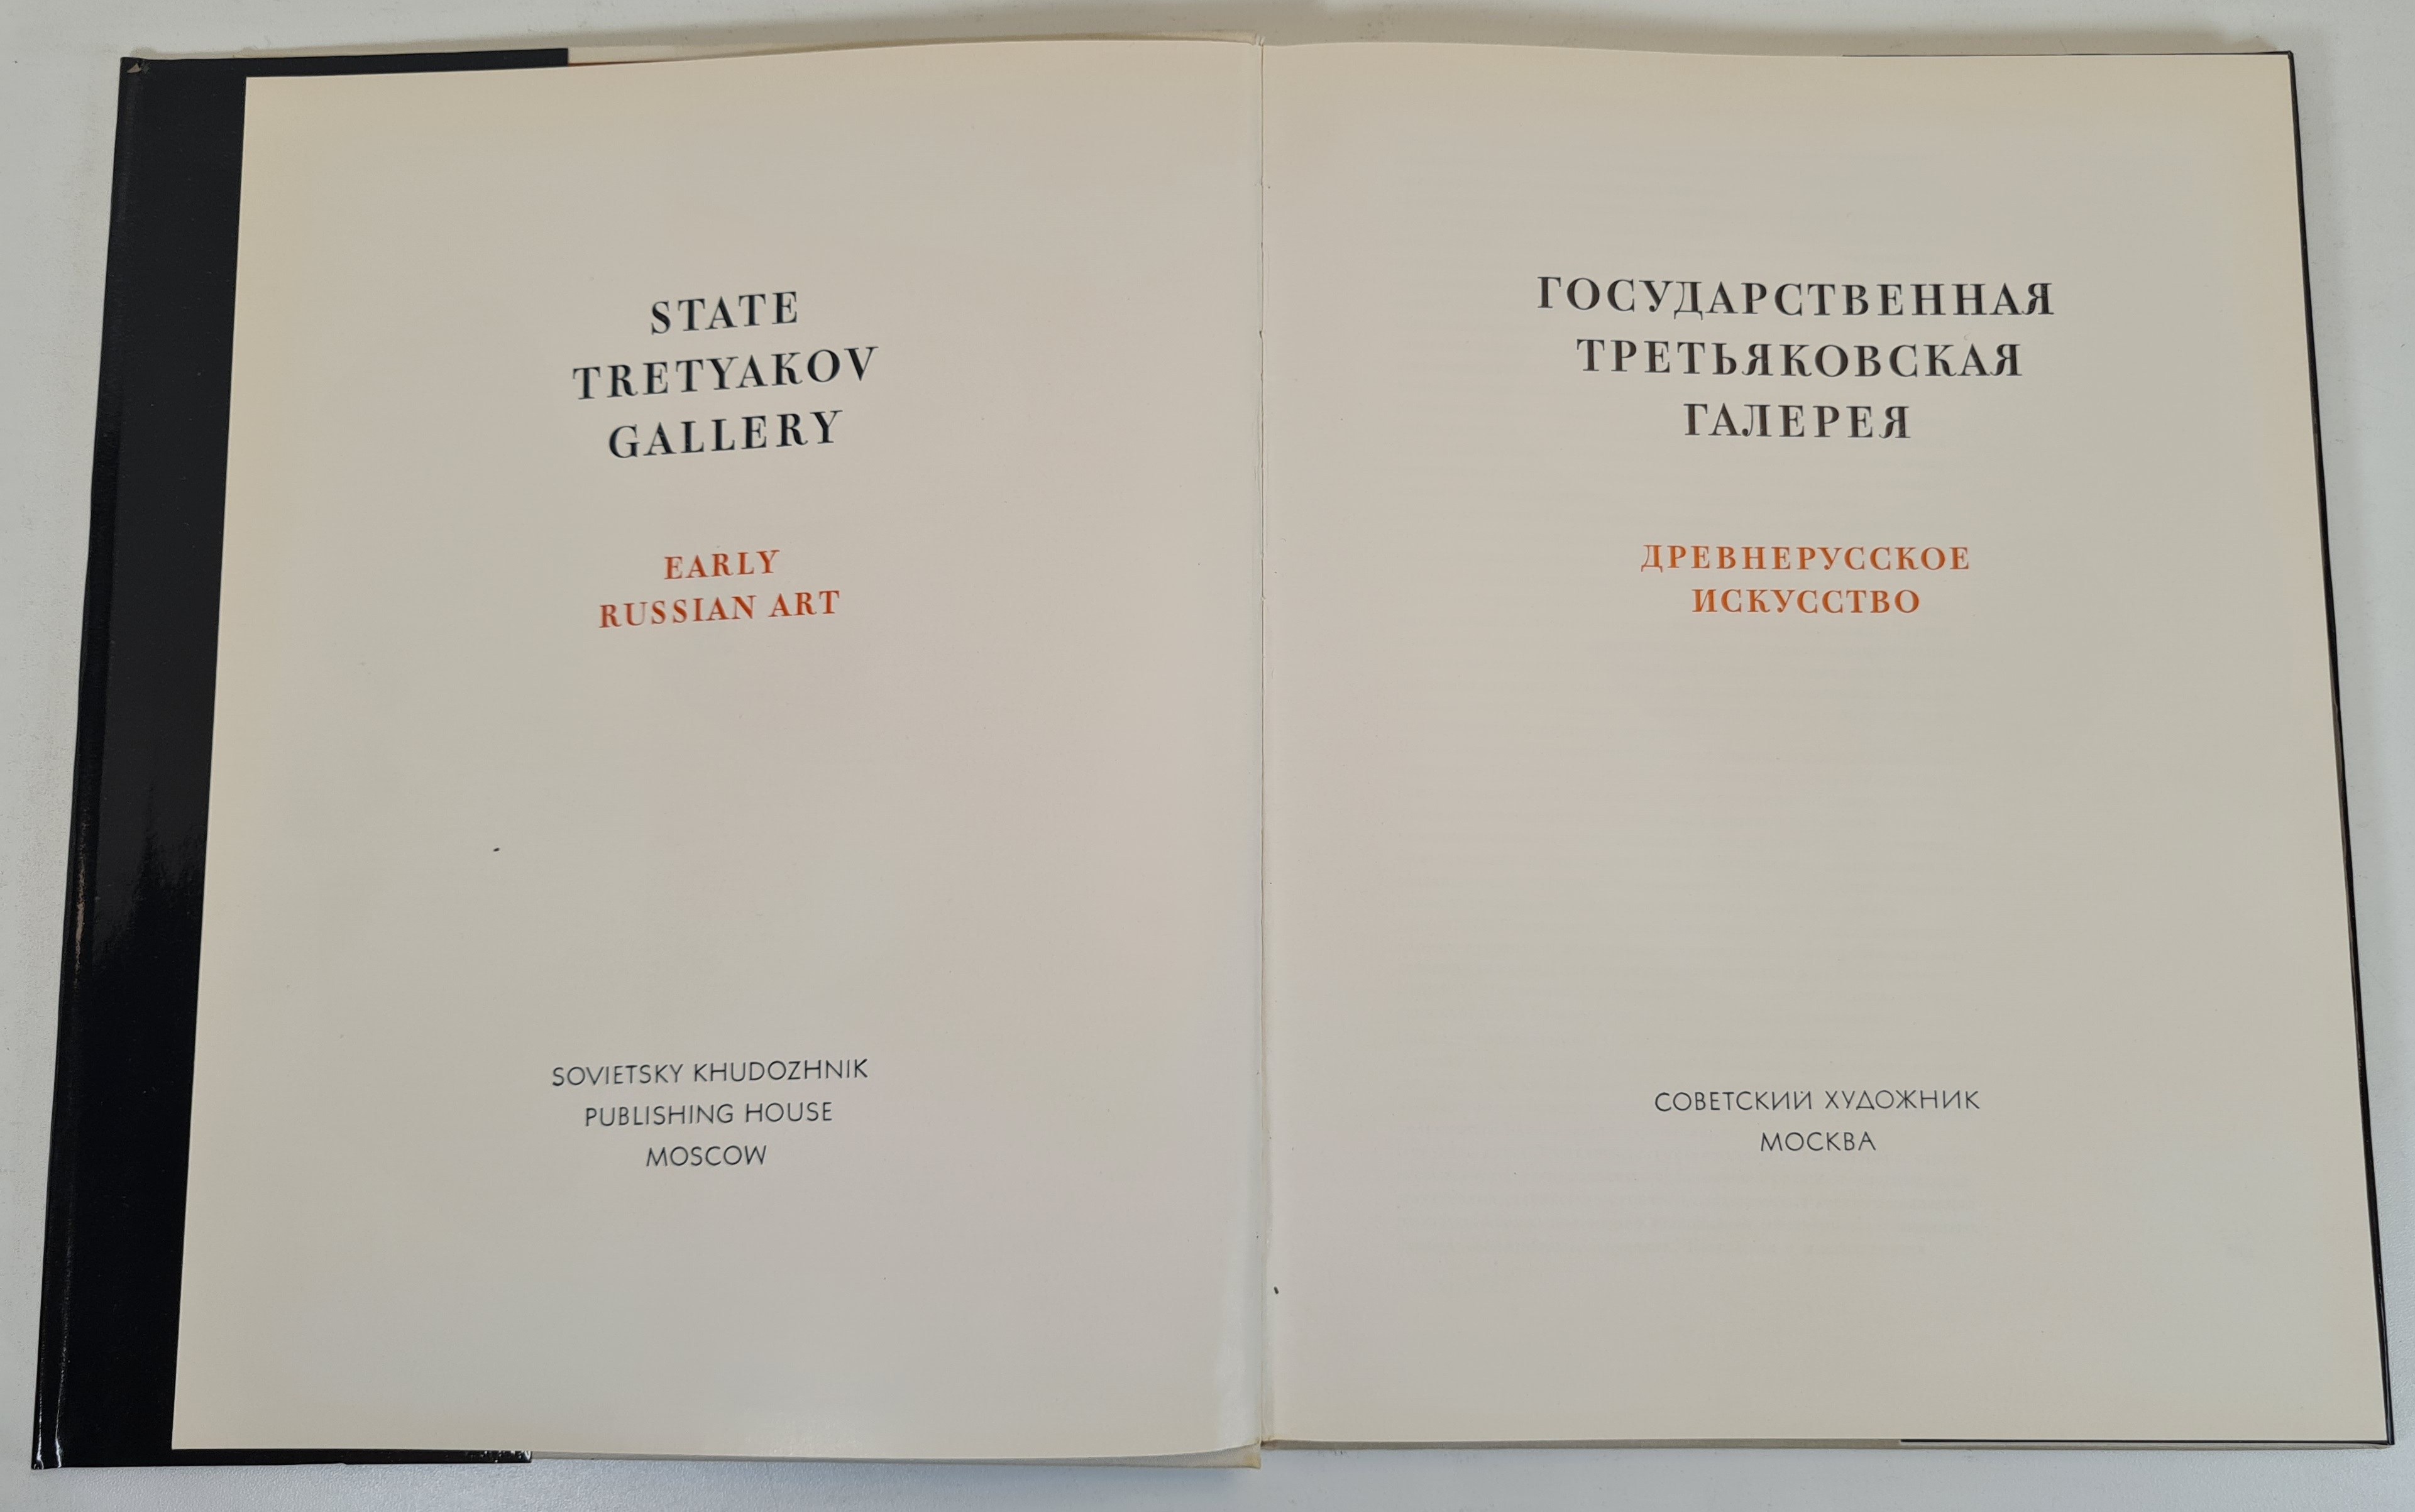 STATE
TRETYAKOV
GALLERY
EARLY
RUSSIAN ART
SOVIETSKY KHUDOZHNIK
PUBLISHING HOUSE
MOSCOW
ГОСУДАРСТВЕННАЯ
ТРЕТЬЯКОВСКАЯ
ГАЛЕРЕЯ
ДРЕВНЕРУССКОЕ
ИСКУССТВО
СОВЕТСКИЙ ХУДОЖНИК
МОСКВА